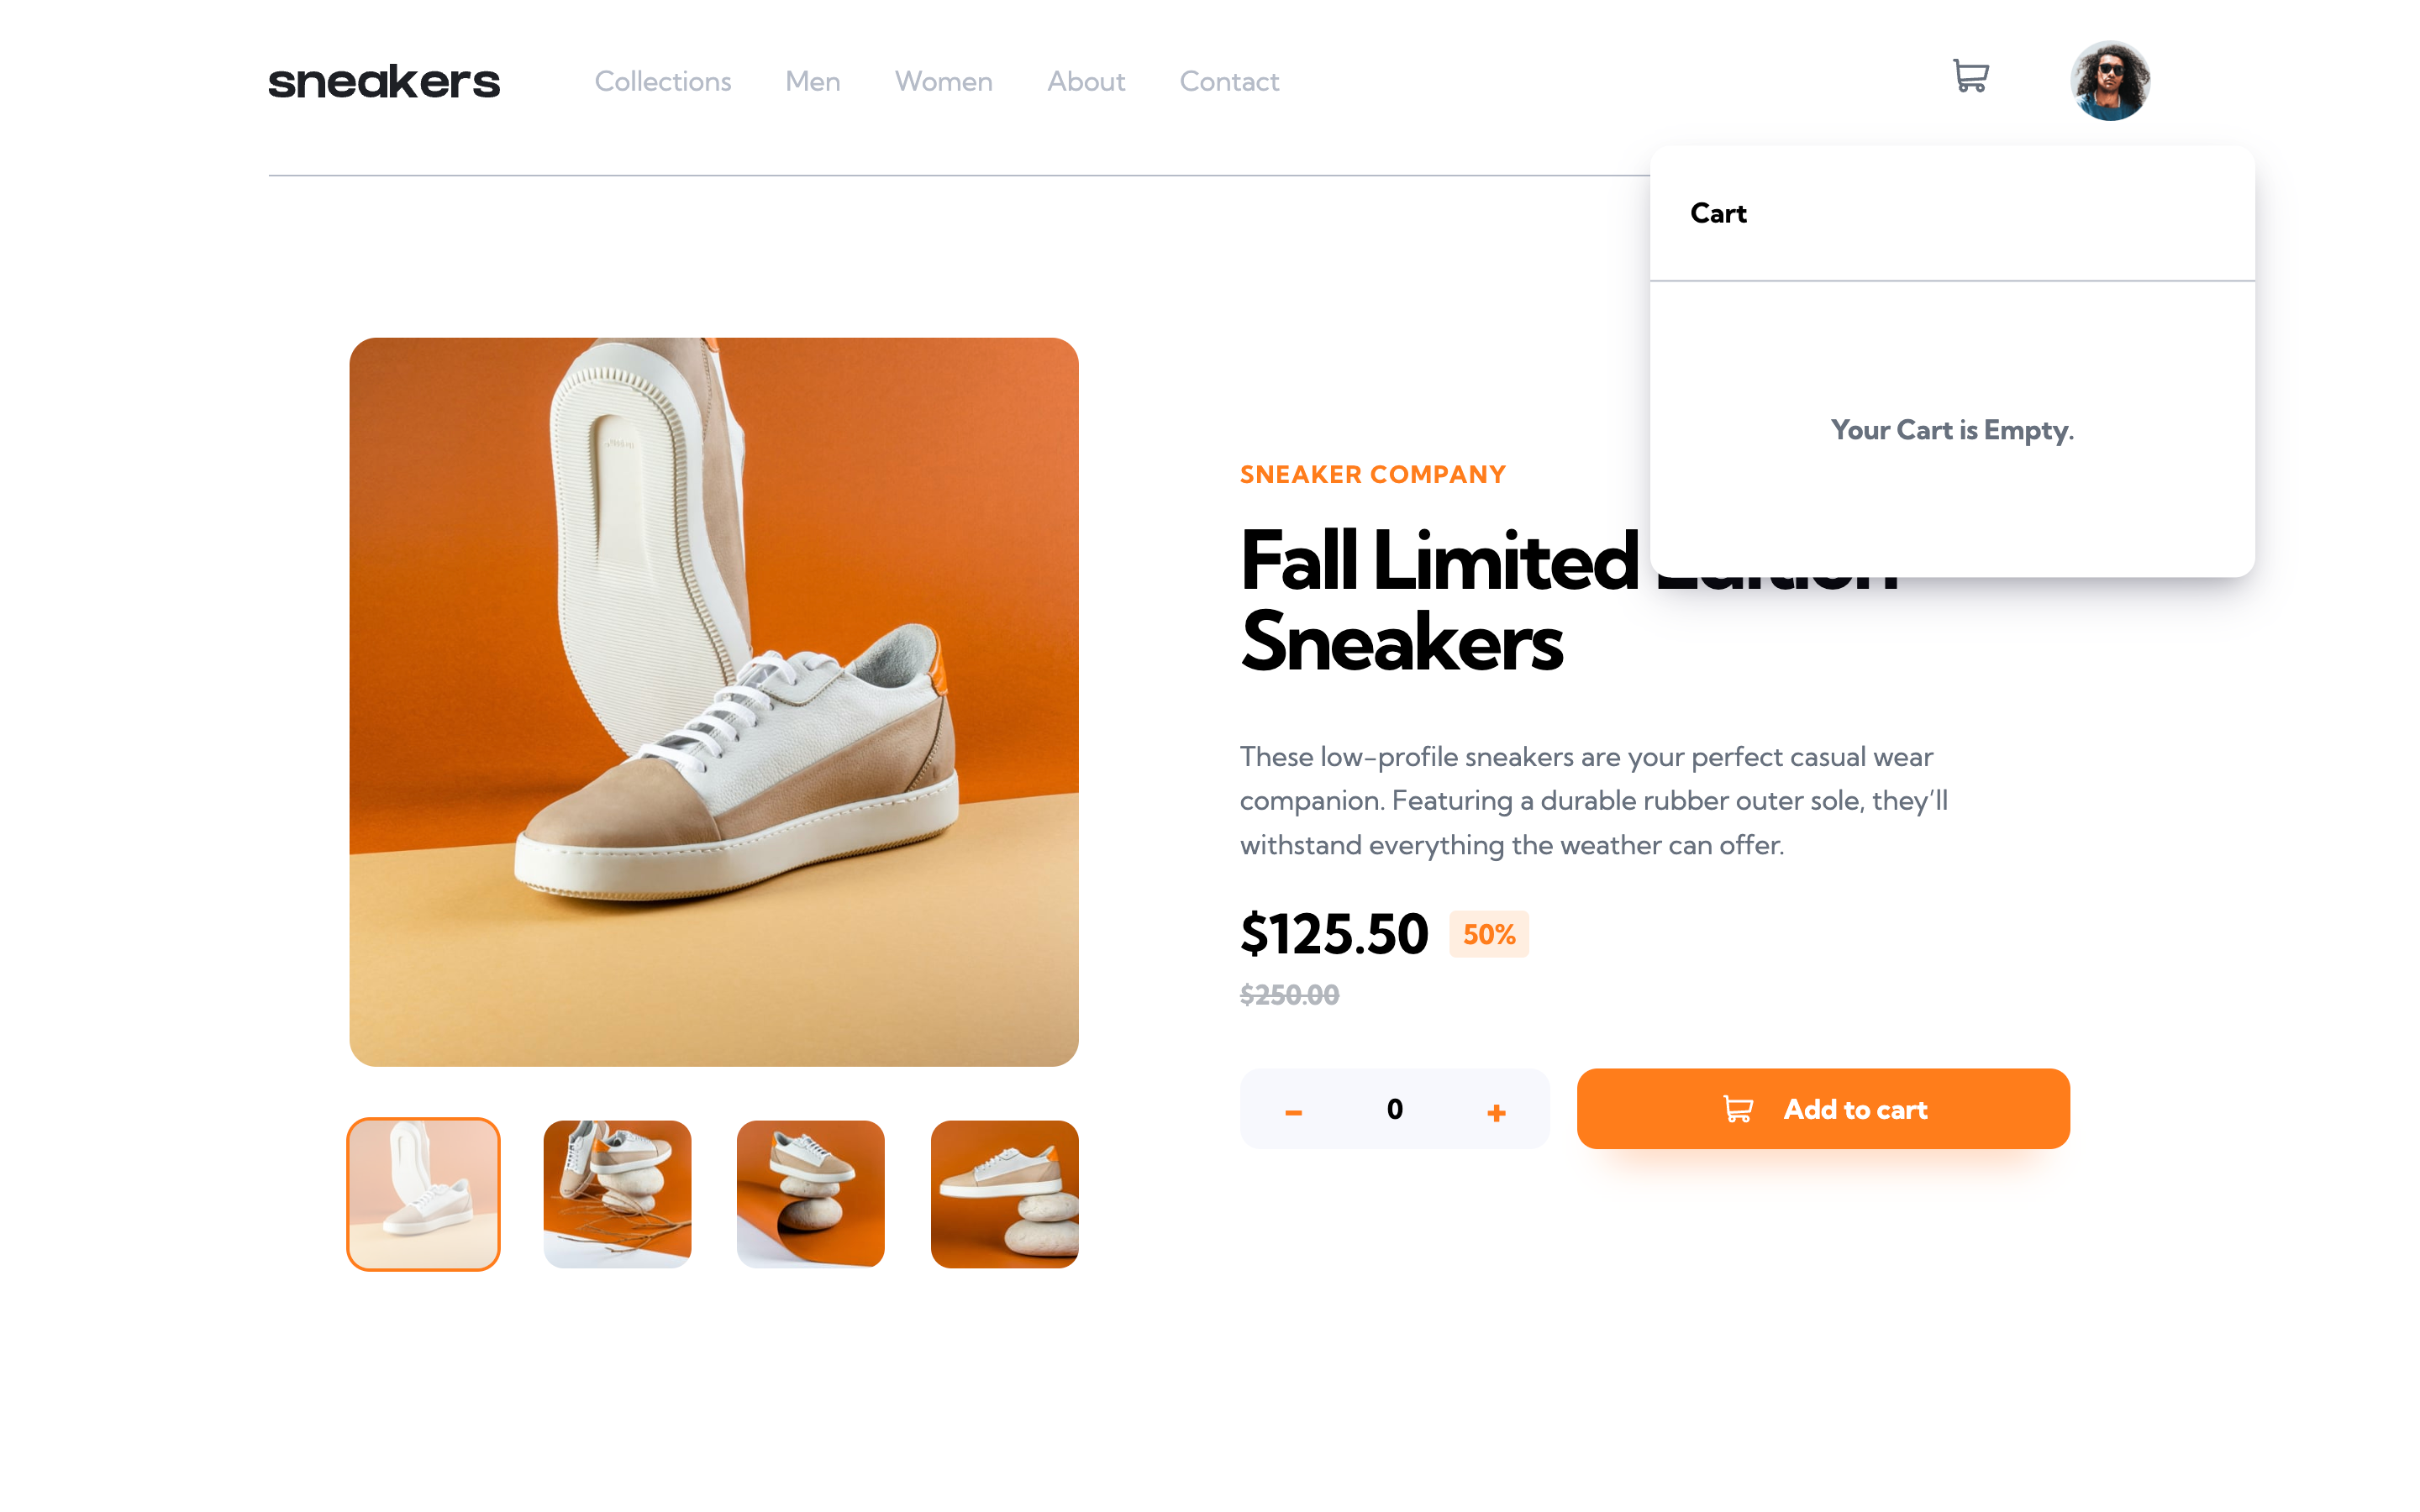 sneakers
Collections Men Women About Contact
Cart
Your Cart is Empty.
SNEAKER COMPANY
Fall Limited
Sneakers
These low-profile sneakers are your perfect casual wear
companion. Featuring a durable rubber outer sole, they'll
withstand everything the weather can offer.
$125.50 50%
$250.00
− 0 +
Add to cart